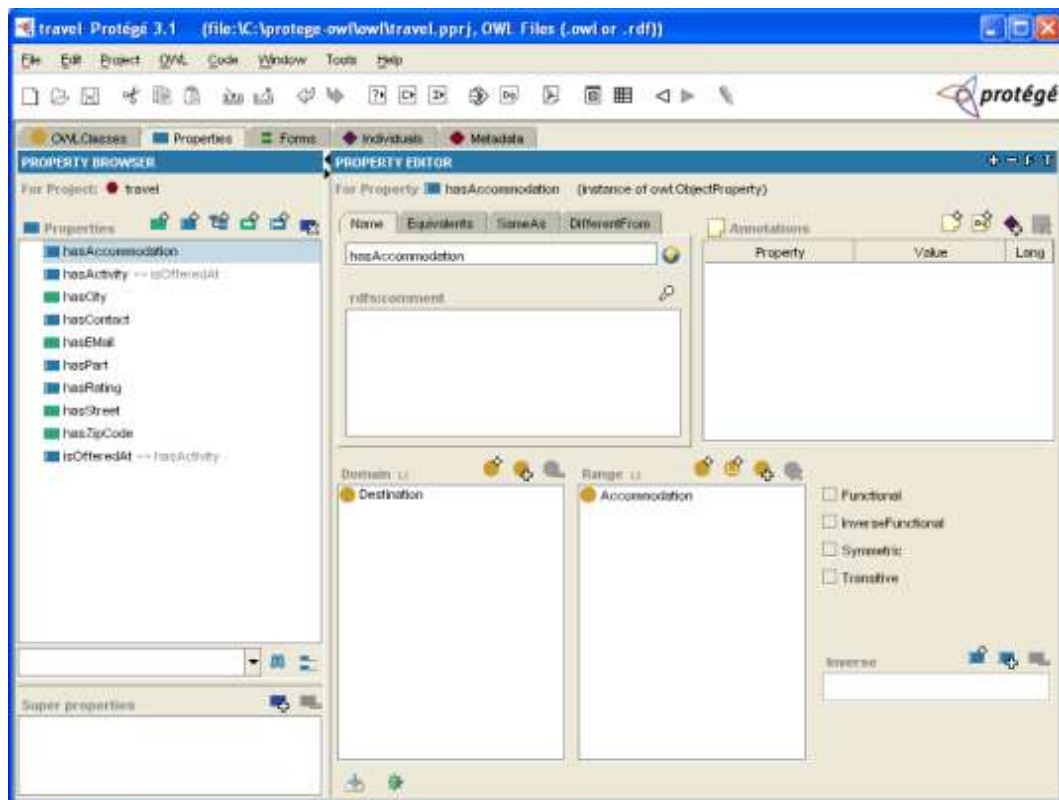 travel Protégé 3.1 (file:\C:\protege-owl\owl\travel.pprj, OWL Files (.owl or .rdf))
File Edit Project OWL Code Window Tools Help
protégé
OWLClasses Properties Forms Individuals Metadata
PROPERTY BROWSER
PROPERTY EDITOR
For Project: travel
For Property: hasAccommodation (instance of owl:ObjectProperty)
Properties
Name Equivalents SameAs DifferentFrom
Annotations
hasAccommodation
hasActivity ↔ isOfferedAt
hasCity
hasContact
hasEMail
hasPart
hasRating
hasStreet
hasZipCode
isOfferedAt ↔ hasActivity
hasAccommodation
rdfs:comment
Property Value Lang
Domain
Destination
Range
Accommodation
Functional
InverseFunctional
Symmetric
Transitive
Inverse
Super properties